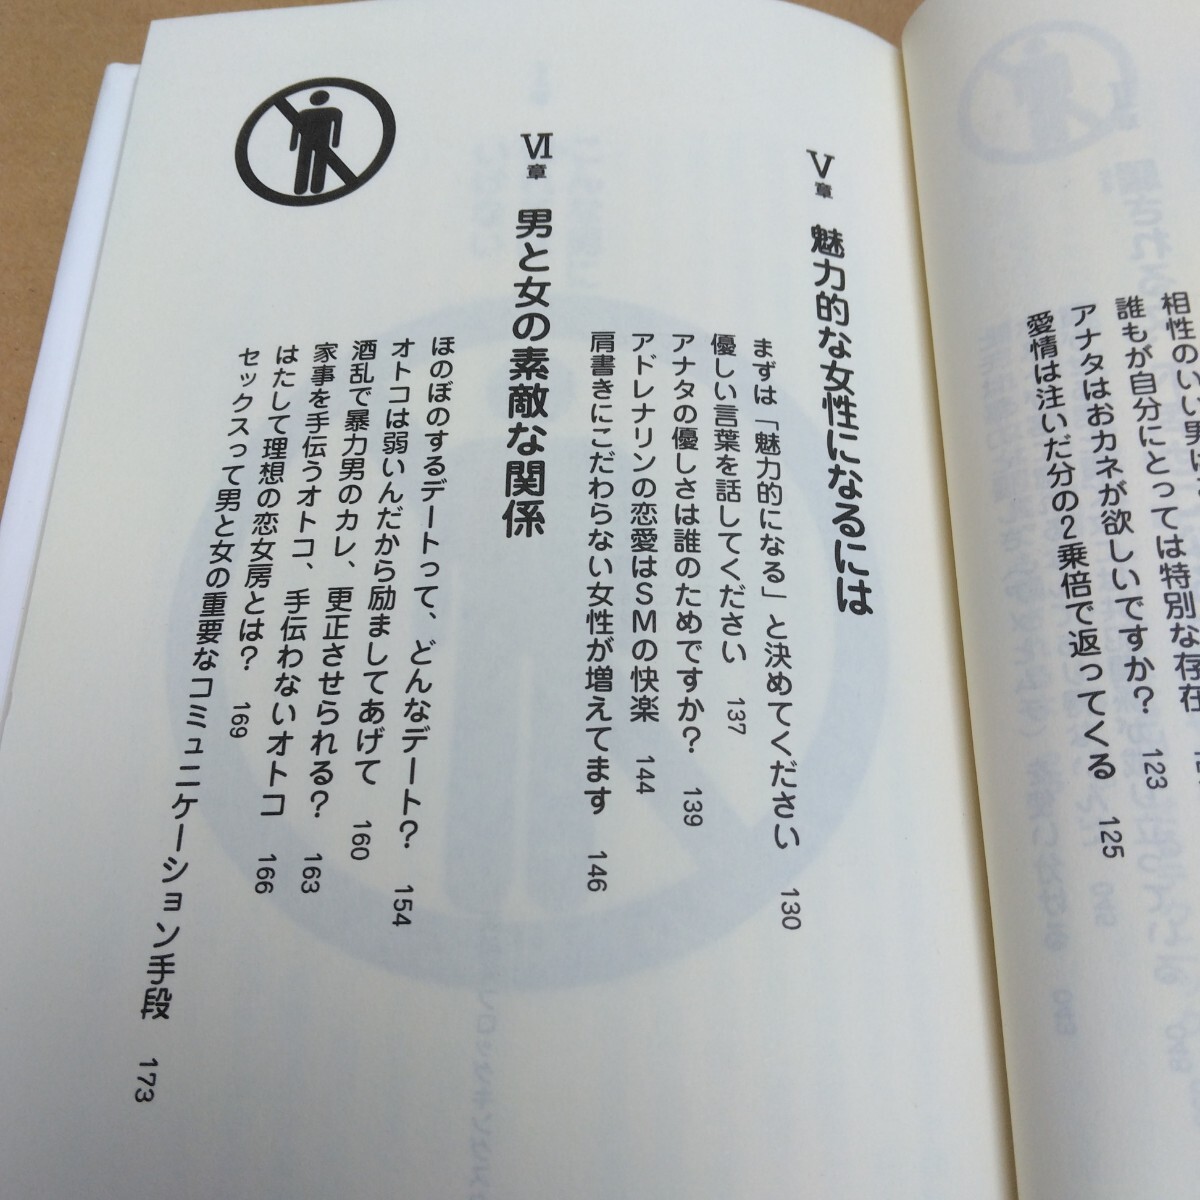 相性のいい男は
誰もが自分にとっては特別な存在
アナタはおカネが欲しいですか？ 123
愛情は注いだ分の2乗倍で返ってくる 125
Ⅴ章 魅力的な女性になるには
まずは「魅力的になる」と決めてください 130
優しい言葉を話してください 137
アナタの優しさは誰のためですか？ 139
アドレナリンの恋愛はSMの快楽 144
肩書きにこだわらない女性が増えてます 146
Ⅵ章 男と女の素敵な関係
ほのぼのするデートって、どんなデート？ 154
オトコは弱いんだから励ましてあげて 160
酒乱で暴力男のカレ、更正させられる？ 163
家事を手伝うオトコ、手伝わないオトコ 166
はたして理想の恋女房とは？ 169
セックスって男と女の重要なコミュニケーション手段 173